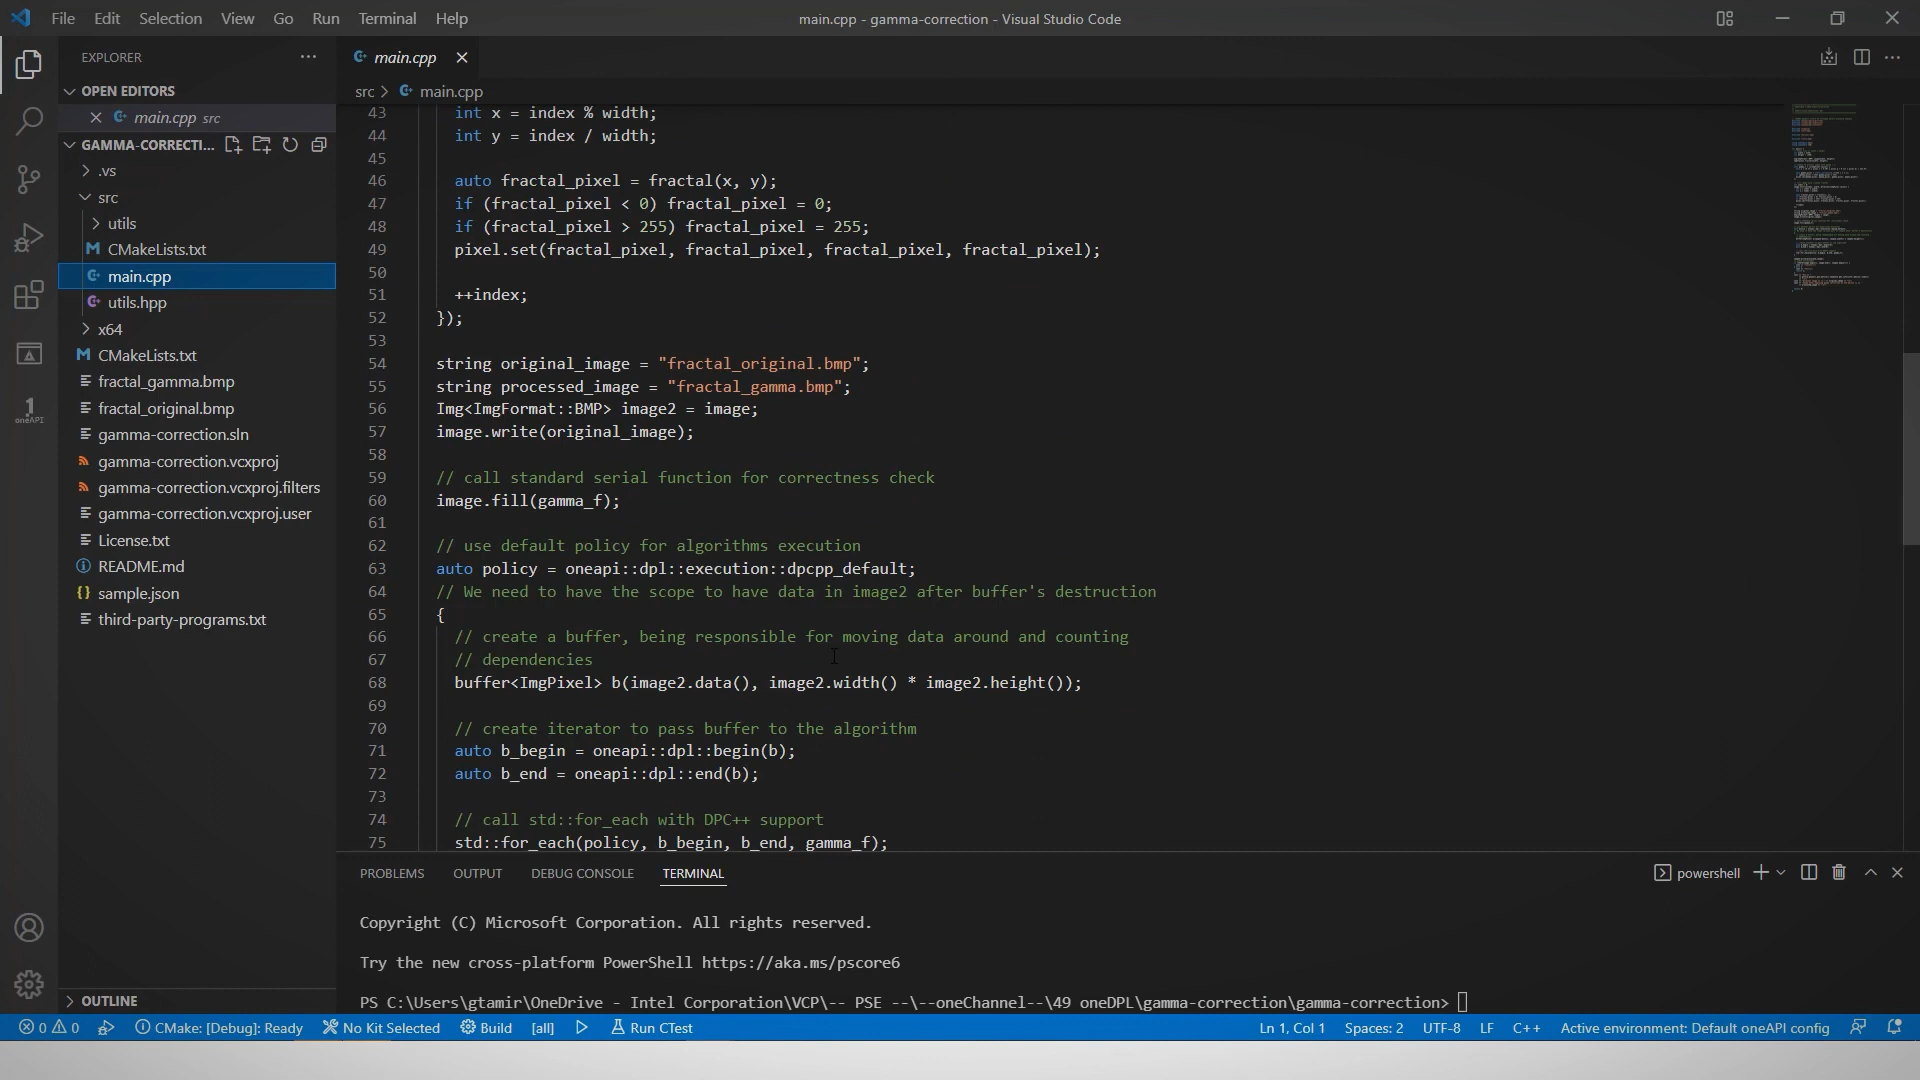 File Edit Selection View Go Run Terminal Help
main.cpp - gamma-correction - Visual Studio Code
EXPLORER
OPEN EDITORS
main.cpp src
GAMMA-CORRECTI...
.vs
src
utils
CMakeLists.txt
main.cpp
utils.hpp
x64
CMakeLists.txt
fractal_gamma.bmp
fractal_original.bmp
gamma-correction.sln
gamma-correction.vcxproj
gamma-correction.vcxproj.filters
gamma-correction.vcxproj.user
License.txt
README.md
sample.json
third-party-programs.txt
OUTLINE
1
oneAPI
main.cpp
src > main.cpp
43 int x = index % width;
44 int y = index / width;
45
46 auto fractal_pixel = fractal(x, y);
47 if (fractal_pixel < 0) fractal_pixel = 0;
48 if (fractal_pixel > 255) fractal_pixel = 255;
49 pixel.set(fractal_pixel, fractal_pixel, fractal_pixel, fractal_pixel);
50
51 ++index;
52 });
53
54 string original_image = "fractal_original.bmp";
55 string processed_image = "fractal_gamma.bmp";
56 Img<ImgFormat::BMP> image2 = image;
57 image.write(original_image);
58
59 // call standard serial function for correctness check
60 image.fill(gamma_f);
61
62 // use default policy for algorithms execution
63 auto policy = oneapi::dpl::execution::dpcpp_default;
64 // We need to have the scope to have data in image2 after buffer's destruction
65 {
66 // create a buffer, being responsible for moving data around and counting
67 // dependencies
68 buffer<ImgPixel> b(image2.data(), image2.width() * image2.height());
69
70 // create iterator to pass buffer to the algorithm
71 auto b_begin = oneapi::dpl::begin(b);
72 auto b_end = oneapi::dpl::end(b);
73
74 // call std::for_each with DPC++ support
75 std::for_each(policy, b_begin, b_end, gamma_f);
PROBLEMS OUTPUT DEBUG CONSOLE TERMINAL
powershell
Copyright (C) Microsoft Corporation. All rights reserved.
Try the new cross-platform PowerShell https://aka.ms/pscore6
PS C:\Users\gtamir\OneDrive - Intel Corporation\VCP\-- PSE --\--oneChannel--\49 oneDPL\gamma-correction\gamma-correction>
0 0 CMake: [Debug]: Ready No Kit Selected Build [all] Run CTest Ln 1, Col 1 Spaces: 2 UTF-8 LF C++ Active environment: Default oneAPI config